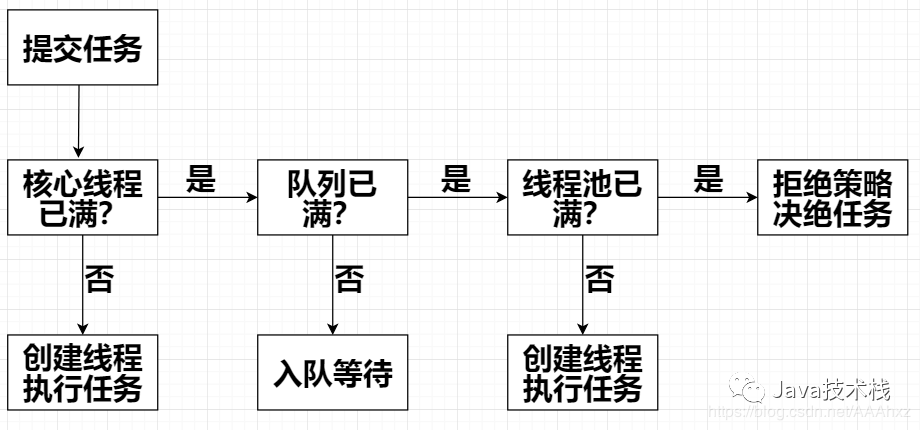 提交任务
核心线程
已满?
是
队列已
满?
是
线程池已
满?
是
拒绝策略
决绝任务
否
否
否
创建线程
执行任务
入队等待
创建线程
执行任务
Java技术栈
https://blog.csdn.net/AAAhxz